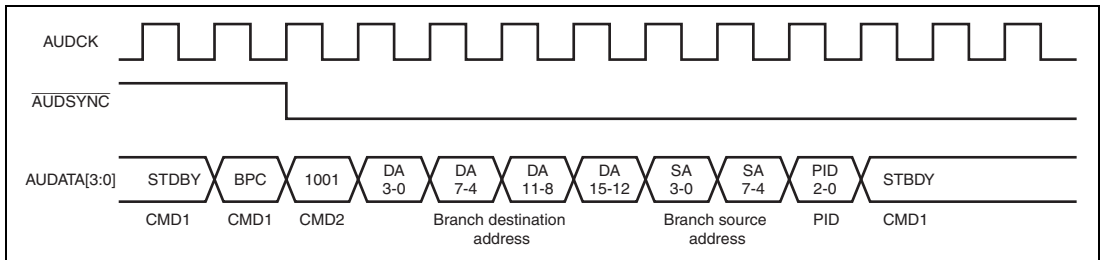 AUDCK
AUDSYNC
AUDATA[3:0]
STDBY
BPC
1001
DA
3-0
DA
7-4
DA
11-8
DA
15-12
SA
3-0
SA
7-4
PID
2-0
STBDY
CMD1
CMD1
CMD2
Branch destination
address
Branch source
address
PID
CMD1